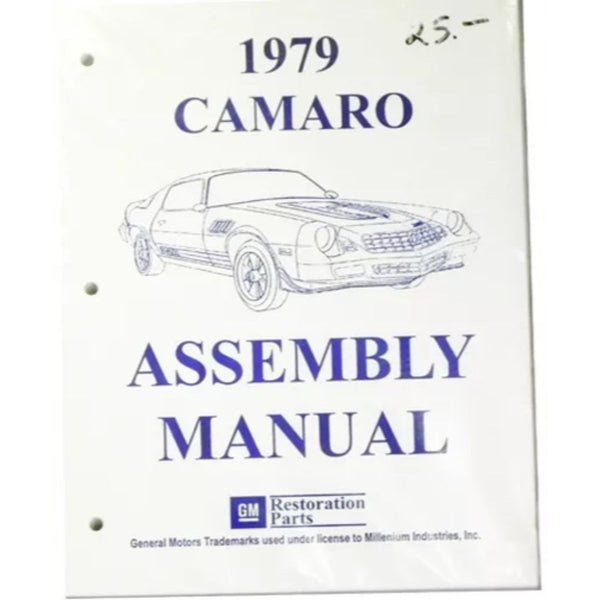 25.-
1979
CAMARO
ASSEMBLY
MANUAL
GM Restoration
Parts
General Motors Trademarks used under license to Millenium Industries, Inc.